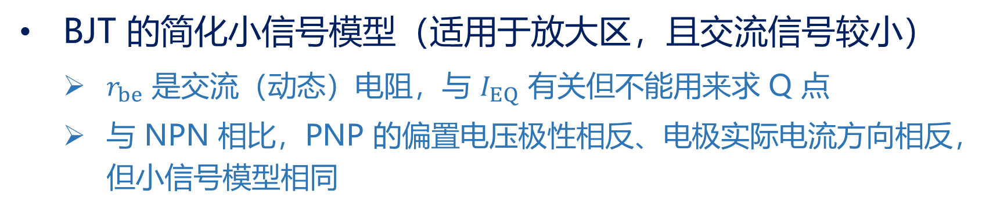 • BJT 的简化小信号模型（适用于放大区，且交流信号较小）
➢ r_be 是交流（动态）电阻，与 I_EQ 有关但不能用来求 Q 点
➢ 与 NPN 相比，PNP 的偏置电压极性相反、电极实际电流方向相反，
但小信号模型相同